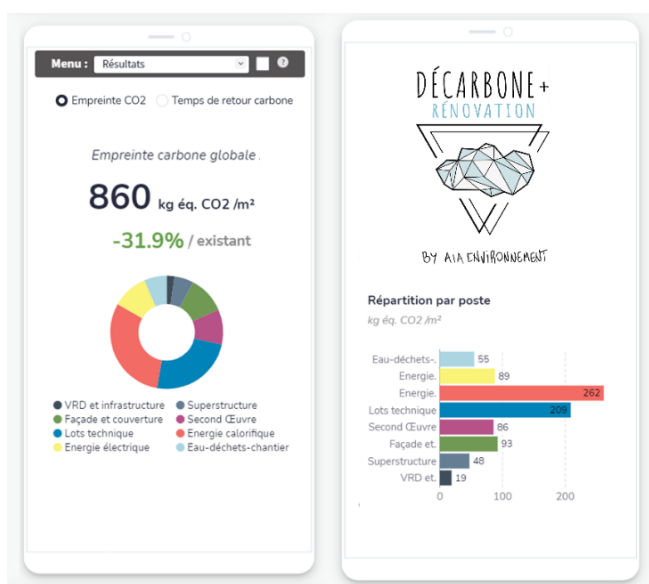 Menu : Résultats ?
Empreinte CO2 Temps de retour carbone
Empreinte carbone globale .
860 kg éq. CO2 /m²
-31.9% / existant
VRD et infrastructure Superstructure
Façade et couverture Second Œuvre
Lots technique Energie calorifique
Energie électrique Eau-déchets-chantier
DÉCARBONE+
RÉNOVATION
BY AIA ENVIRONNEMENT
Répartition par poste
kg éq. CO2 /m²
Eau-déchets-. 55
Energie. 89
Energie. 262
Lots technique 209
Second Œuvre 86
Façade et. 93
Superstructure 48
VRD et. 19
0 100 200